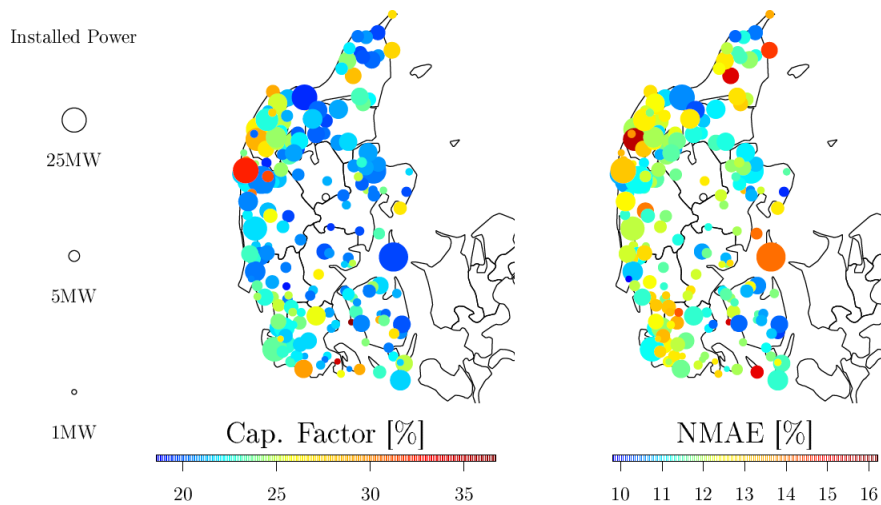 Installed Power
25MW
5MW
1MW
Cap. Factor [%]
20 25 30 35
NMAE [%]
10 11 12 13 14 15 16